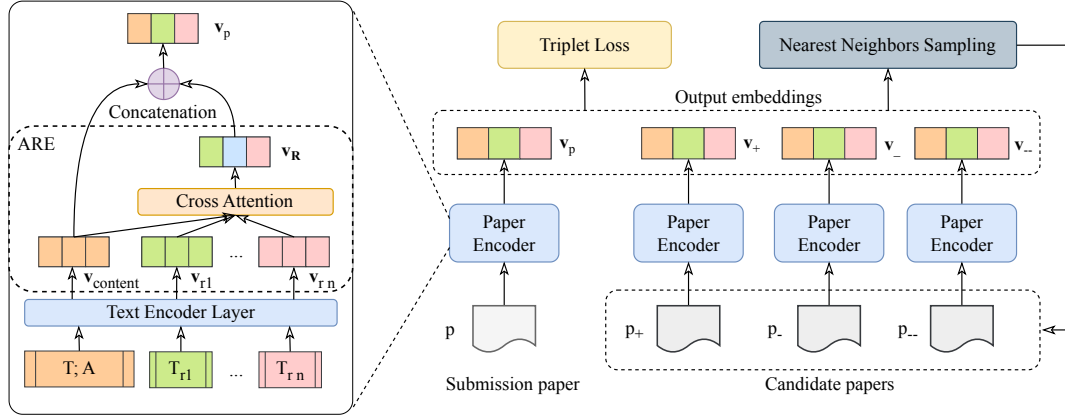 v_p
Concatenation
ARE
v_R
Cross Attention
...
v_content
v_r1
v_r n
Text Encoder Layer
T; A
T_r1
...
T_r n
Triplet Loss
Nearest Neighbors Sampling
Output embeddings
v_p
v_+
v_-
v_--
Paper
Encoder
Paper
Encoder
Paper
Encoder
Paper
Encoder
p
p_+
p_-
p_--
Submission paper
Candidate papers